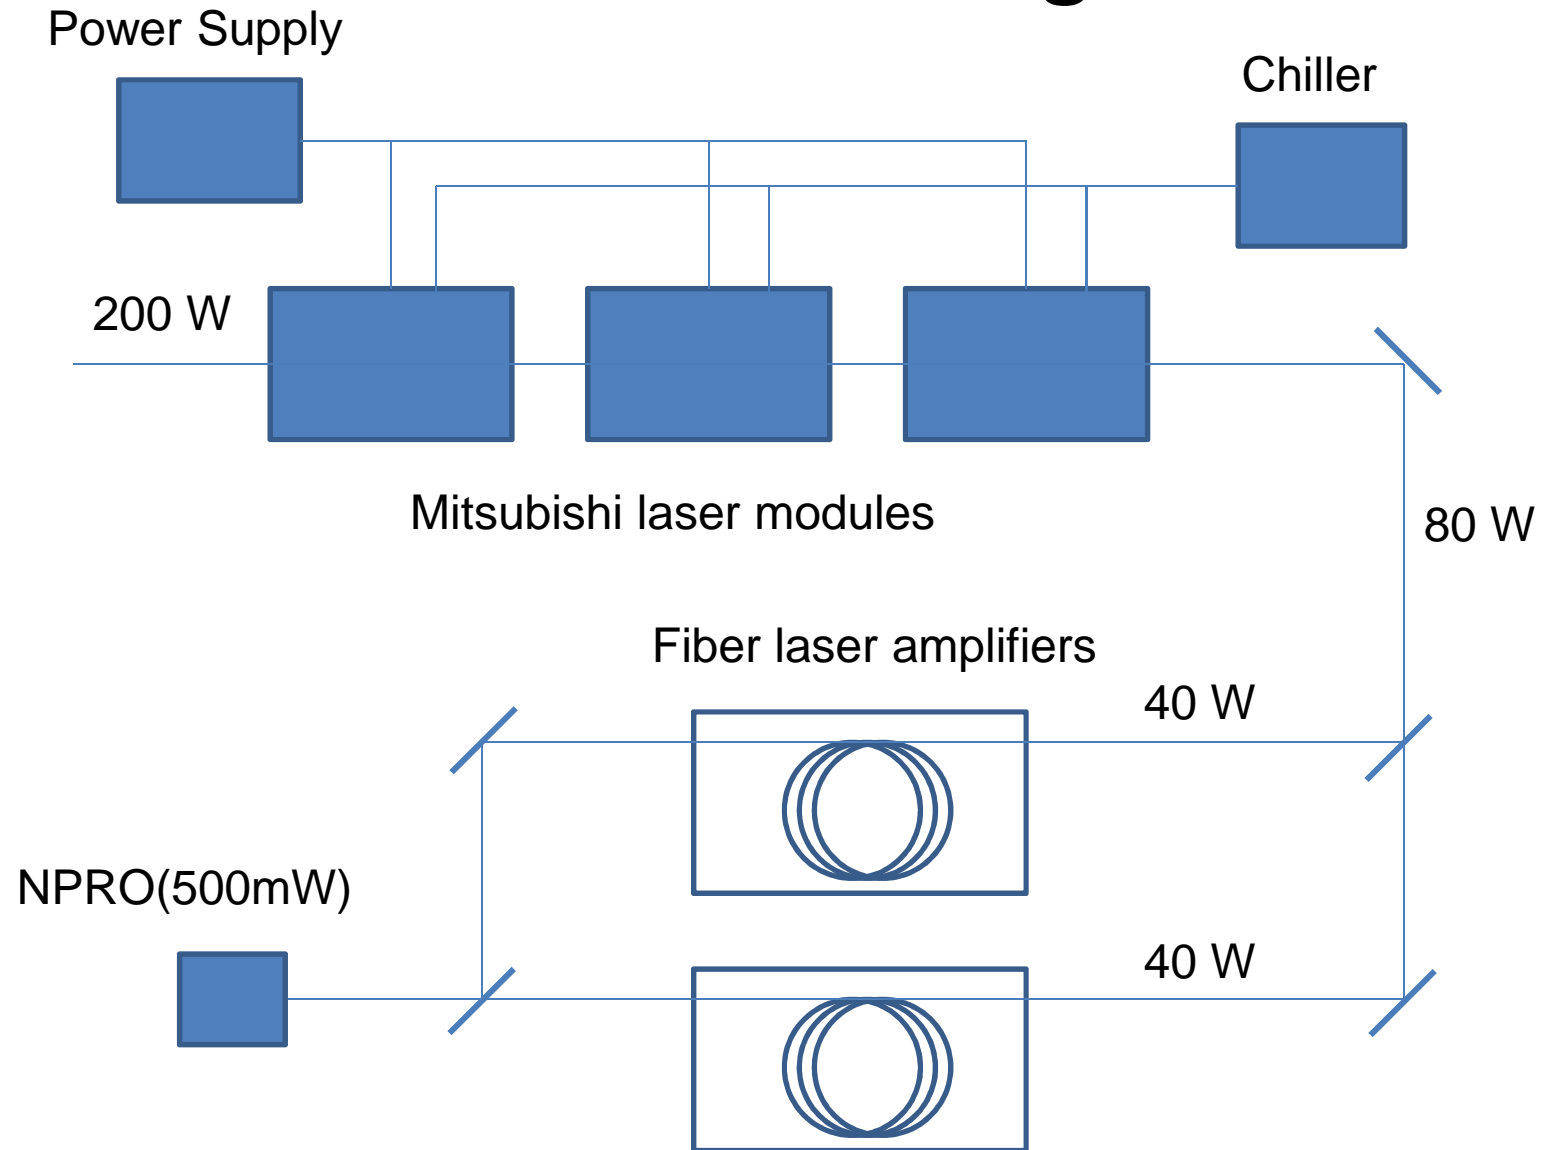 Power Supply
Chiller
200 W
Mitsubishi laser modules
80 W
Fiber laser amplifiers
40 W
NPRO(500mW)
40 W